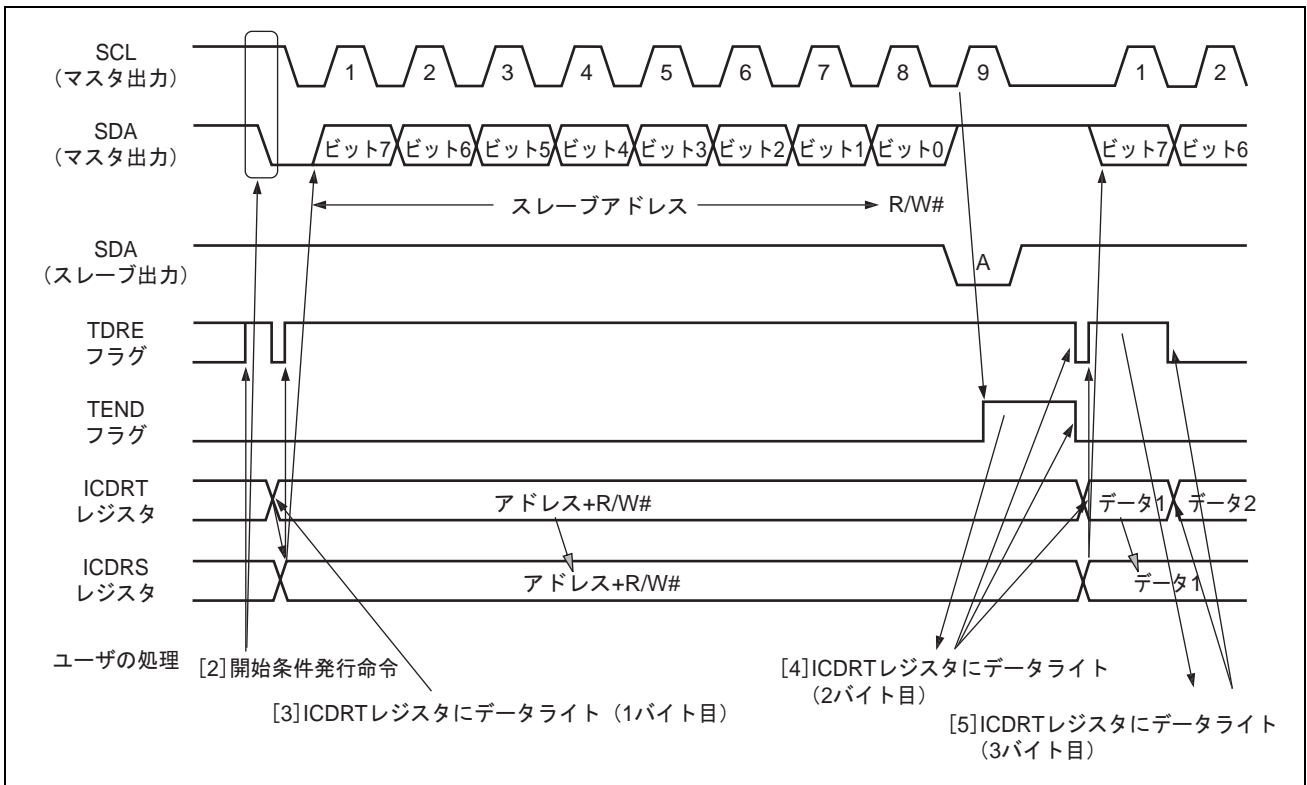 SCL
（マスタ出力）
1 2 3 4 5 6 7 8 9 1 2
SDA
（マスタ出力）
ビット7 ビット6 ビット5 ビット4 ビット3 ビット2 ビット1 ビット0 ビット7 ビット6
スレーブアドレス R/W#
SDA
（スレーブ出力）
A
TDRE
フラグ
TEND
フラグ
ICDRT
レジスタ
アドレス+R/W# データ1 データ2
ICDRS
レジスタ
アドレス+R/W# データ1
ユーザの処理
[2]開始条件発行命令
[3]ICDRTレジスタにデータライト（1バイト目）
[4]ICDRTレジスタにデータライト
（2バイト目）
[5]ICDRTレジスタにデータライト
（3バイト目）